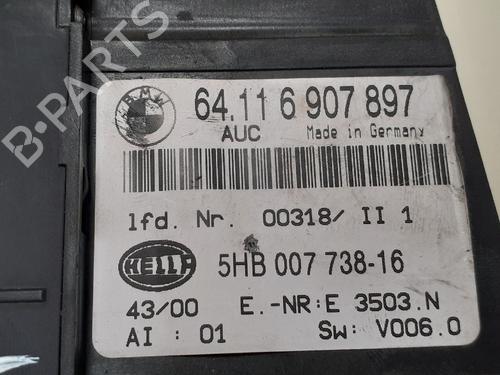 B-PARTS
BMW
64.11 6 907 897
AUC Made in Germany
lfd. Nr. 00318/ II 1
HELLA 5HB 007 738-16
43/00 E.-NR:E 3503.N
AI : 01 Sw: V006.0